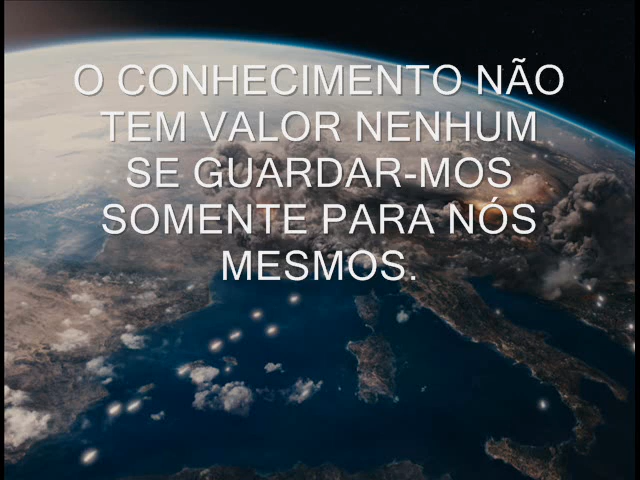 O CONHECIMENTO NÃO
TEM VALOR NENHUM
SE GUARDAR-MOS
SOMENTE PARA NÓS
MESMOS.